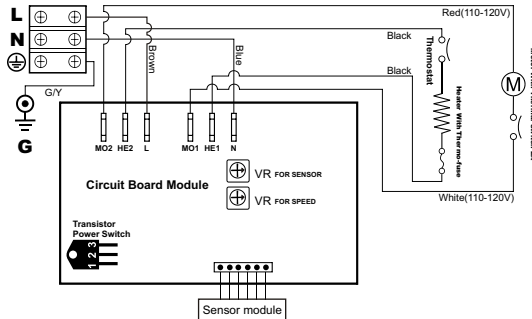 L
N
G/Y
G
Brown
Blue
Red(110-120V)
Black
Black
Thermostat
Heater With Thermo-fuse
M
White(110-120V)
MO2 HE2 L MO1 HE1 N
Circuit Board Module
VR FOR SENSOR
VR FOR SPEED
Transistor
Power Switch
1 2 3
Sensor module